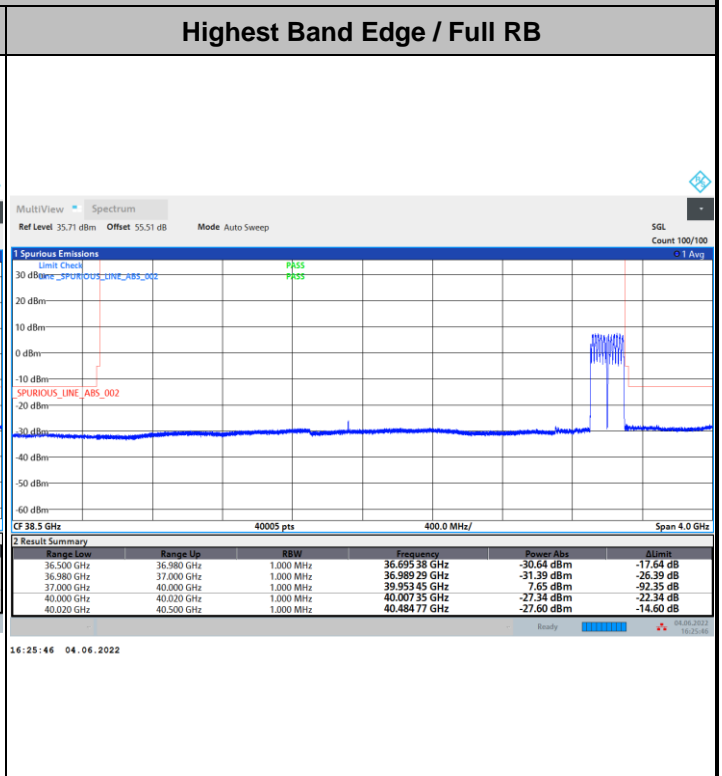 Highest Band Edge / Full RB
MultiView Spectrum
Ref Level 35.71 dBm Offset 55.51 dB Mode Auto Sweep SGL
Count 100/100
1 Spurious Emissions 1 Avg
Limit Check PASS
30 dBm Line _SPURIOUS_LINE_ABS_002 PASS
20 dBm
10 dBm
0 dBm
-10 dBm
_SPURIOUS_LINE_ABS_002
-20 dBm
-30 dBm
-40 dBm
-50 dBm
-60 dBm
CF 38.5 GHz 40005 pts 400.0 MHz/ Span 4.0 GHz
2 Result Summary
Range Low Range Up RBW Frequency Power Abs ΔLimit
36.500 GHz 36.980 GHz 1.000 MHz 36.695 38 GHz -30.64 dBm -17.64 dB
36.980 GHz 37.000 GHz 1.000 MHz 36.989 29 GHz -31.39 dBm -26.39 dB
37.000 GHz 40.000 GHz 1.000 MHz 39.953 45 GHz 7.65 dBm -92.35 dB
40.000 GHz 40.020 GHz 1.000 MHz 40.007 35 GHz -27.34 dBm -22.34 dB
40.020 GHz 40.500 GHz 1.000 MHz 40.484 77 GHz -27.60 dBm -14.60 dB
Ready 04.06.2022
16:25:46
16:25:46 04.06.2022